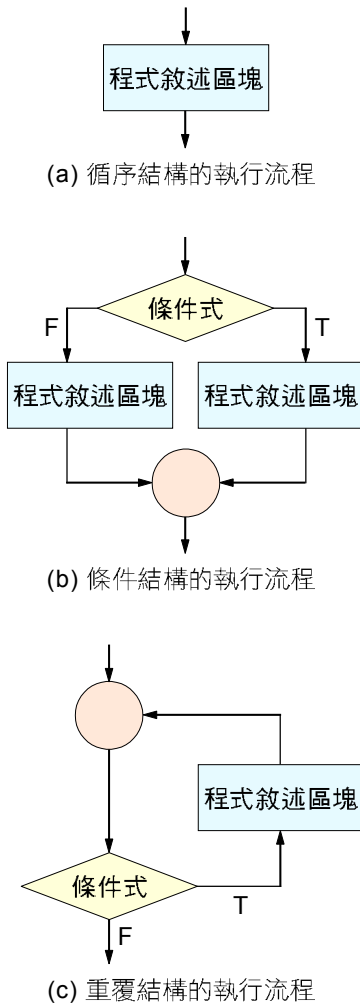 程式敘述區塊
(a) 循序結構的執行流程
條件式
F
T
程式敘述區塊
程式敘述區塊
(b) 條件結構的執行流程
程式敘述區塊
條件式
T
F
(c) 重覆結構的執行流程